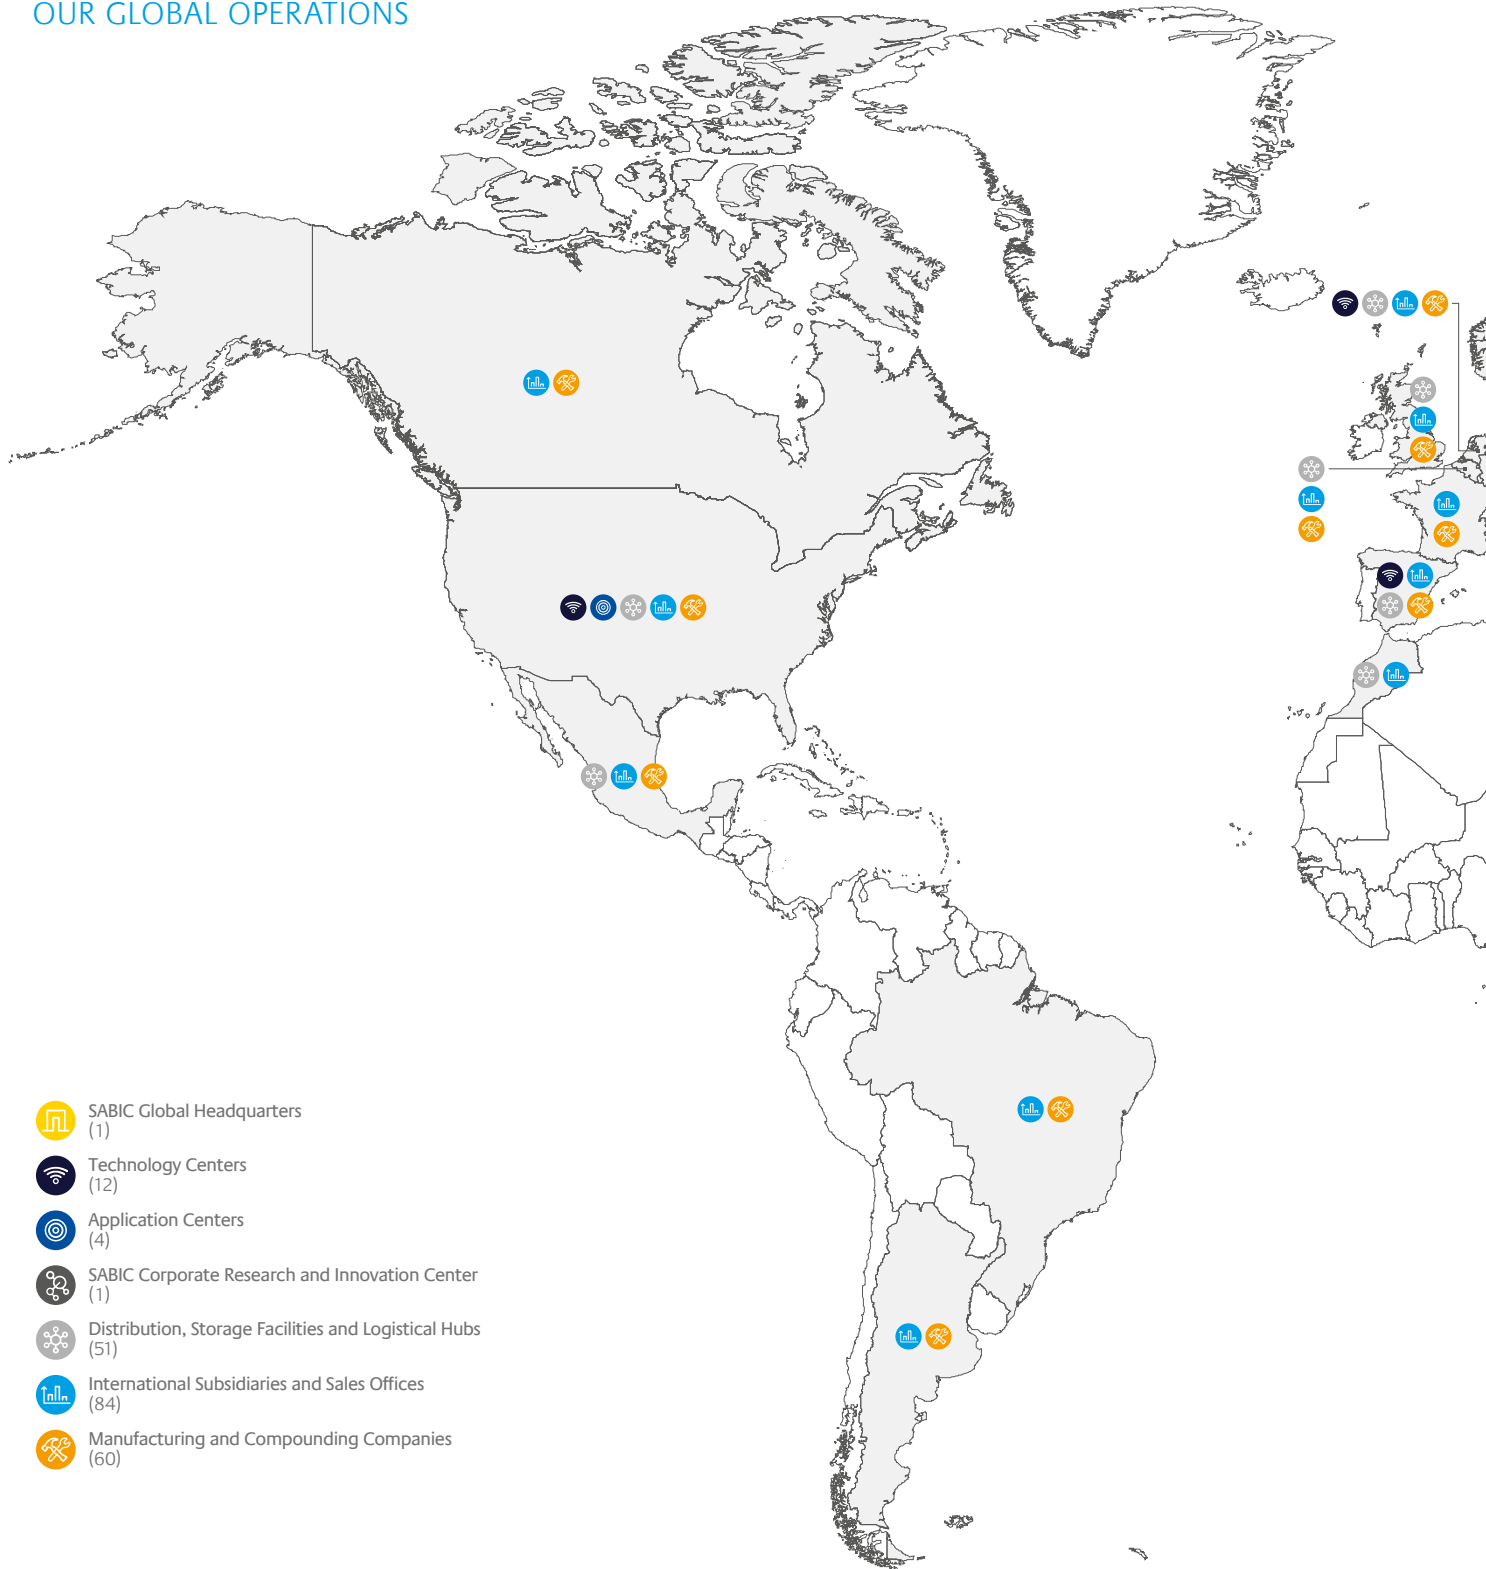 OUR GLOBAL OPERATIONS
SABIC Global Headquarters
(1)
Technology Centers
(12)
Application Centers
(4)
SABIC Corporate Research and Innovation Center
(1)
Distribution, Storage Facilities and Logistical Hubs
(51)
International Subsidiaries and Sales Offices
(84)
Manufacturing and Compounding Companies
(60)